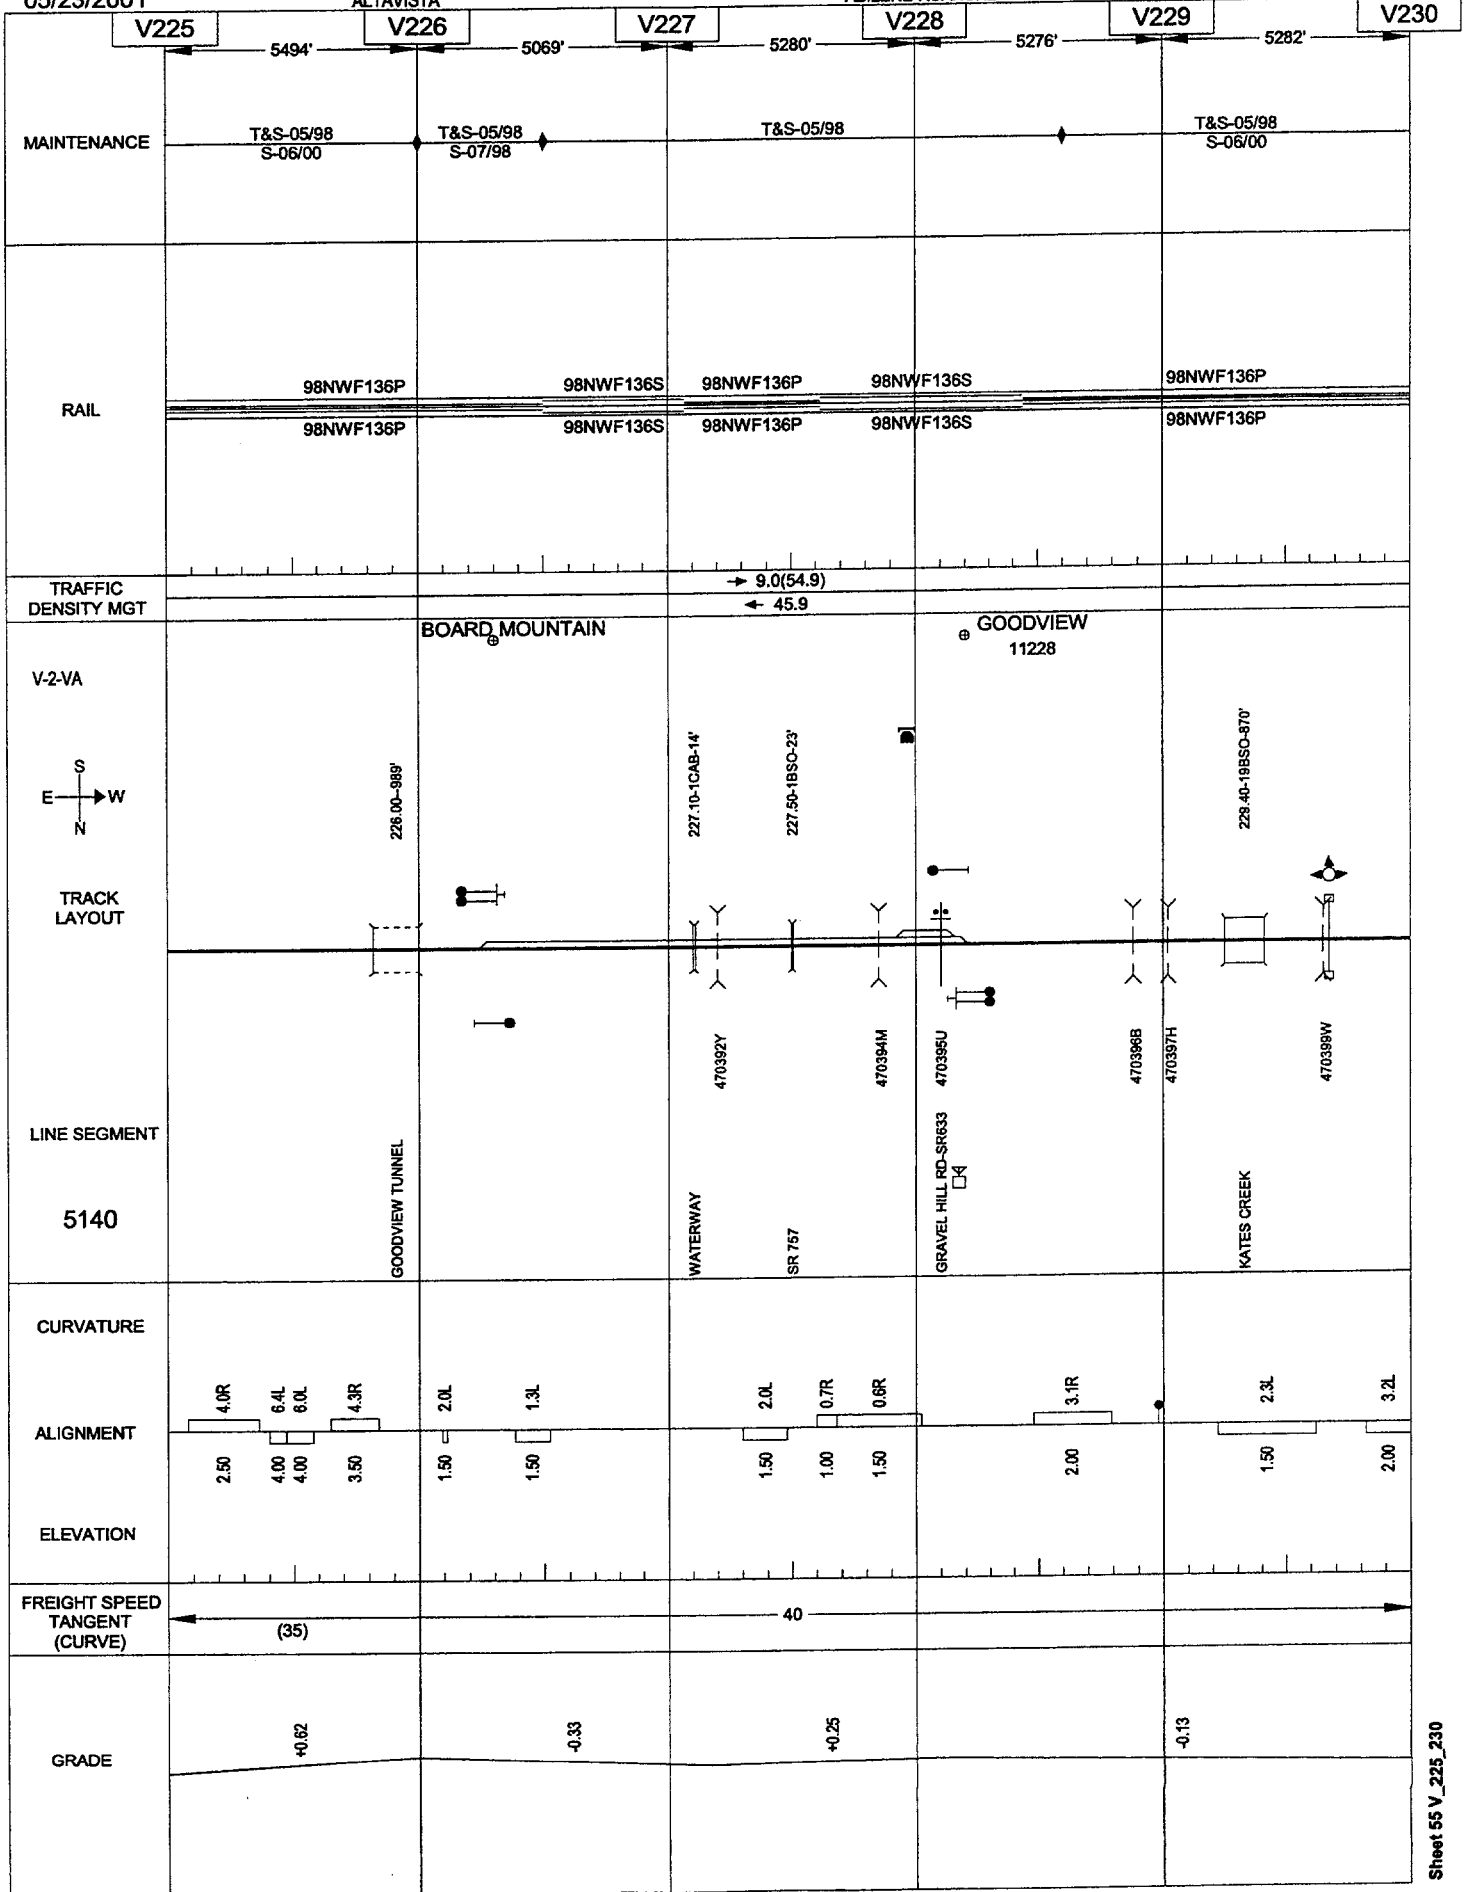 05/23/2001
ALTAVISTA
V225
V226
V227
V228
V229
V230
5494'
5069'
5280'
5276'
5282'
MAINTENANCE
T&S-05/98
S-06/00
T&S-05/98
S-07/98
T&S-05/98
T&S-05/98
S-06/00
RAIL
98NWF136P
98NWF136S
98NWF136P
98NWF136S
98NWF136P
98NWF136P
98NWF136S
98NWF136P
98NWF136S
98NWF136P
TRAFFIC
DENSITY MGT
9.0(54.9)
45.9
BOARD MOUNTAIN
GOODVIEW
11228
V-2-VA
S
E
W
N
226.00--989'
227.10-1CAB-14'
227.50-1BSO-23'
229.40-19BSO-870'
TRACK
LAYOUT
470392Y
470394M
470395U
470396B
470397H
470399W
LINE SEGMENT
5140
GOODVIEW TUNNEL
WATERWAY
SR 757
GRAVEL HILL RD-SR633
KATES CREEK
CURVATURE
4.0R
6.4L
6.0L
4.3R
2.0L
1.3L
2.0L
0.7R
0.6R
3.1R
2.3L
3.2L
ALIGNMENT
2.50
4.00
4.00
3.50
1.50
1.50
1.50
1.00
1.50
2.00
1.50
2.00
ELEVATION
FREIGHT SPEED
TANGENT
(CURVE)
(35)
40
GRADE
+0.62
-0.33
+0.25
-0.13
Sheet 55 V_225_230